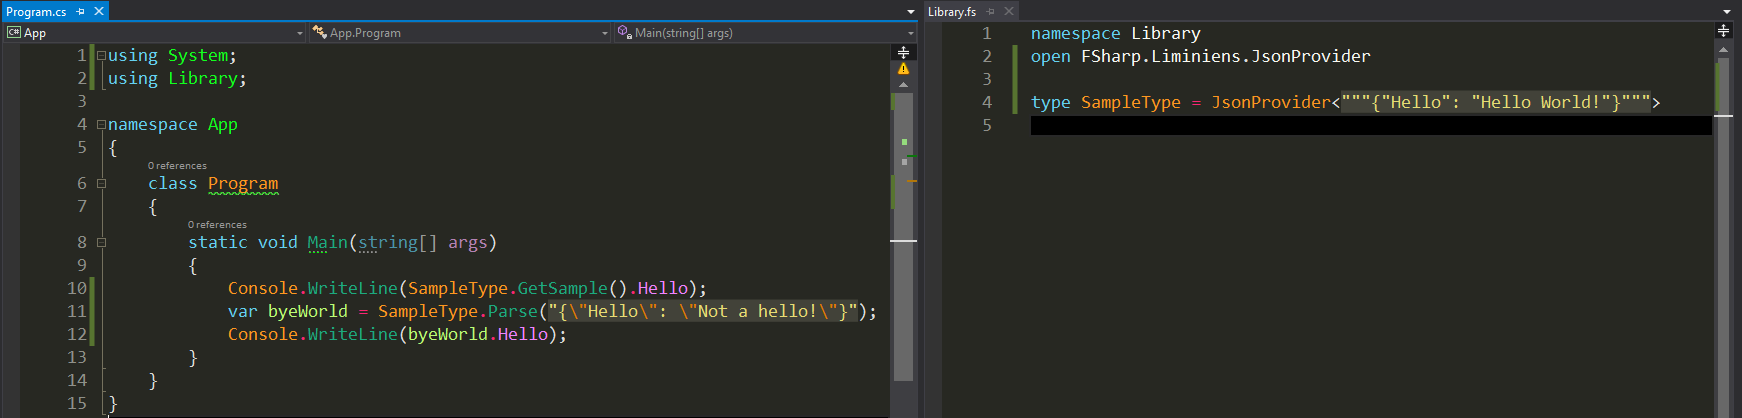 Program.cs
C# App
App.Program
Main(string[] args)
1 using System;
2 using Library;
3
4 namespace App
5 {
0 references
6 class Program
7 {
0 references
8 static void Main(string[] args)
9 {
10 Console.WriteLine(SampleType.GetSample().Hello);
11 var byeWorld = SampleType.Parse("{\"Hello\": \"Not a hello!\"}");
12 Console.WriteLine(byeWorld.Hello);
13 }
14 }
15 }
Library.fs
1 namespace Library
2 open FSharp.Liminiens.JsonProvider
3
4 type SampleType = JsonProvider<"""{"Hello": "Hello World!"}""">
5